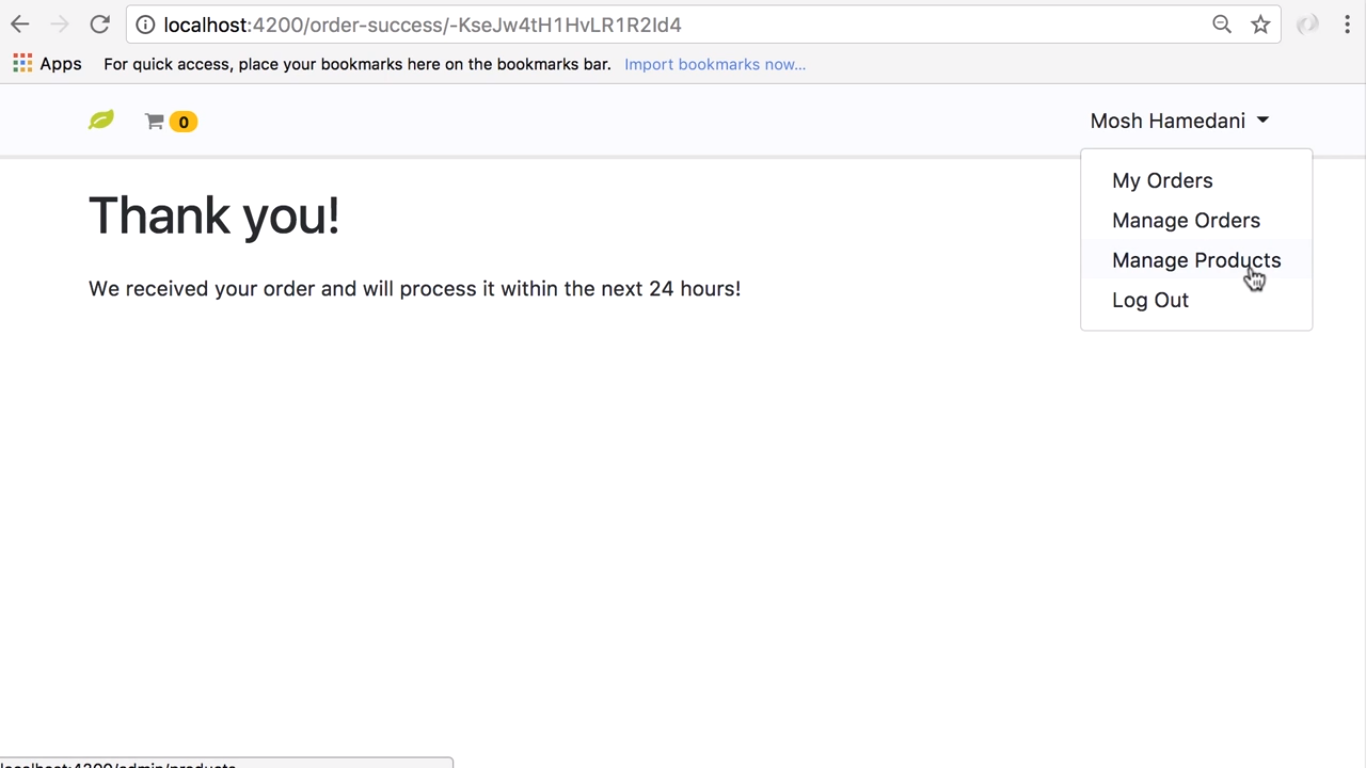 localhost:4200/order-success/-KseJw4tH1HvLR1R2Id4
Apps For quick access, place your bookmarks here on the bookmarks bar. Import bookmarks now...
0 Mosh Hamedani
My Orders
Manage Orders
Manage Products
Log Out
Thank you!
We received your order and will process it within the next 24 hours!
localhost:4200/admin/products